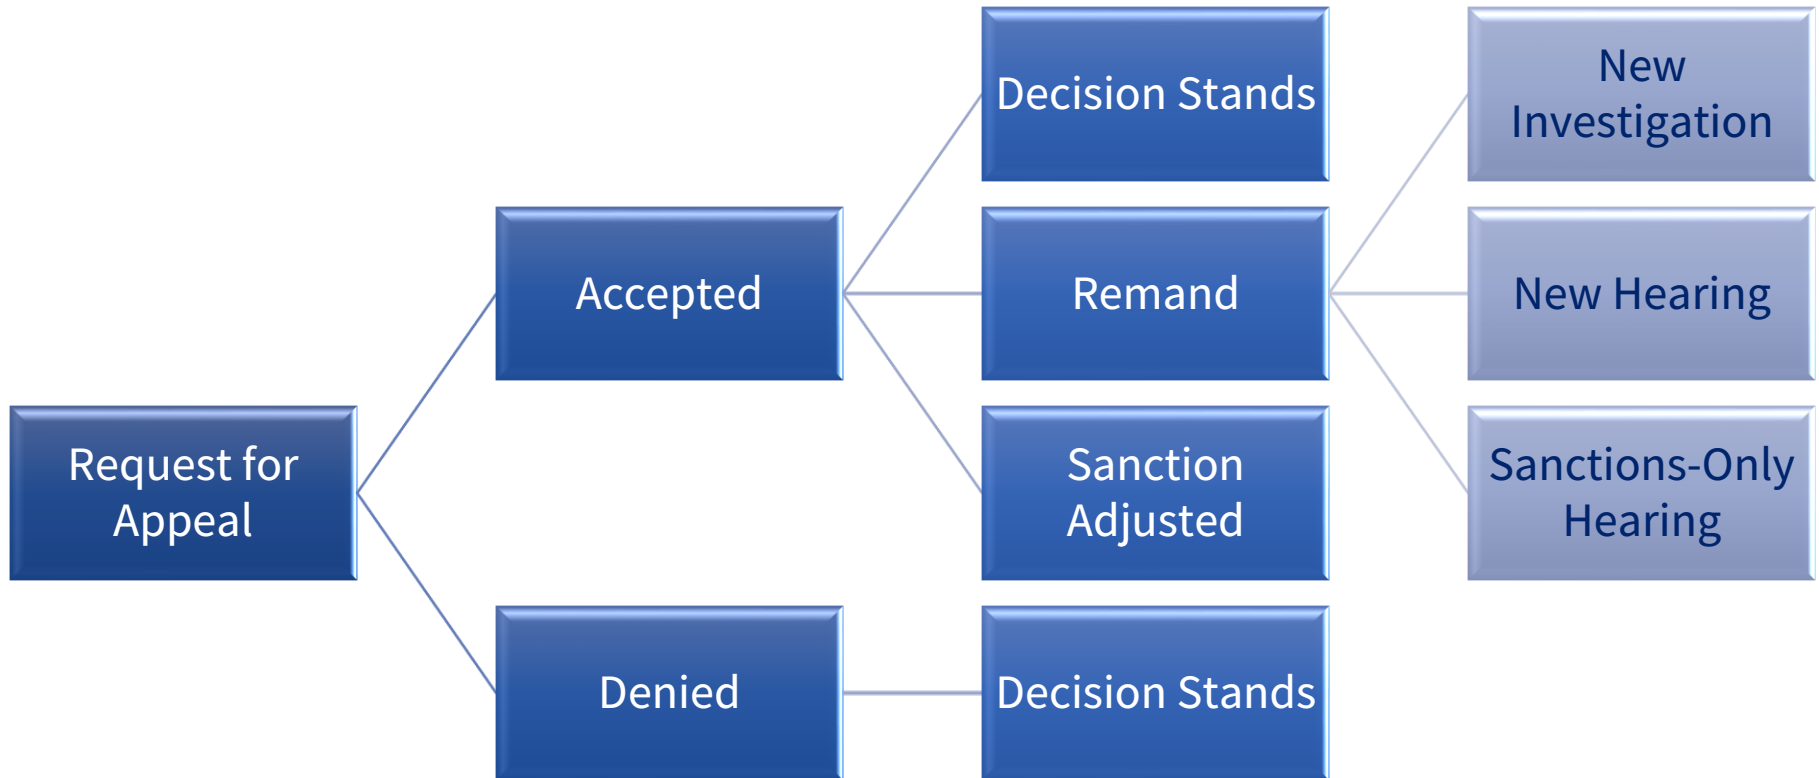 Request for
Appeal
Accepted
Decision Stands
Remand
New
Investigation
New Hearing
Sanctions-Only
Hearing
Sanction
Adjusted
Denied
Decision Stands